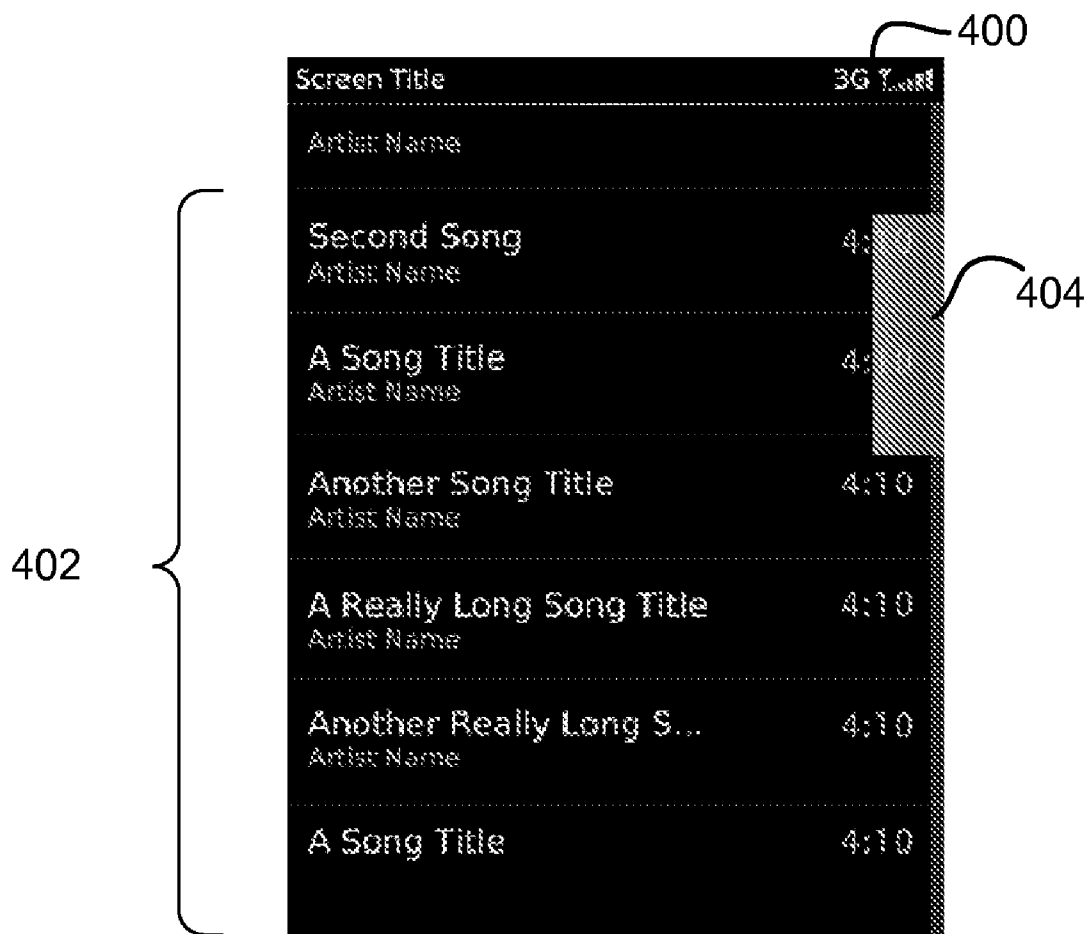 400
Screen Title 3G
Artist Name
Second Song 4:
Artist Name
404
A Song Title 4:
Artist Name
Another Song Title 4:10
Artist Name
402
A Really Long Song Title 4:10
Artist Name
Another Really Long S... 4:10
Artist Name
A Song Title 4:10